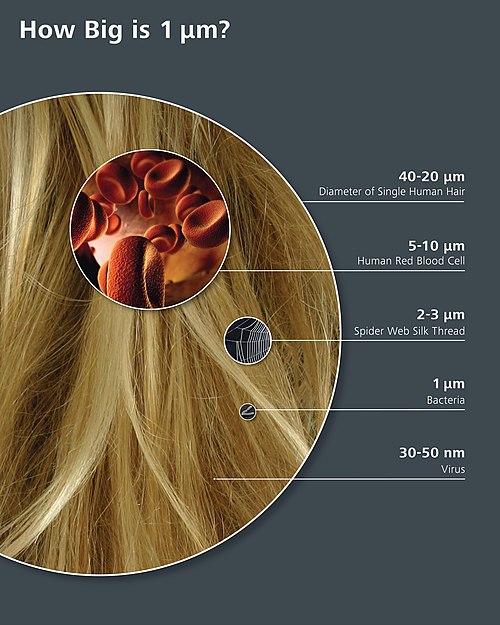 How Big is 1 µm?
40-20 µm
Diameter of Single Human Hair
5-10 µm
Human Red Blood Cell
2-3 µm
Spider Web Silk Thread
1 µm
Bacteria
30-50 nm
Virus